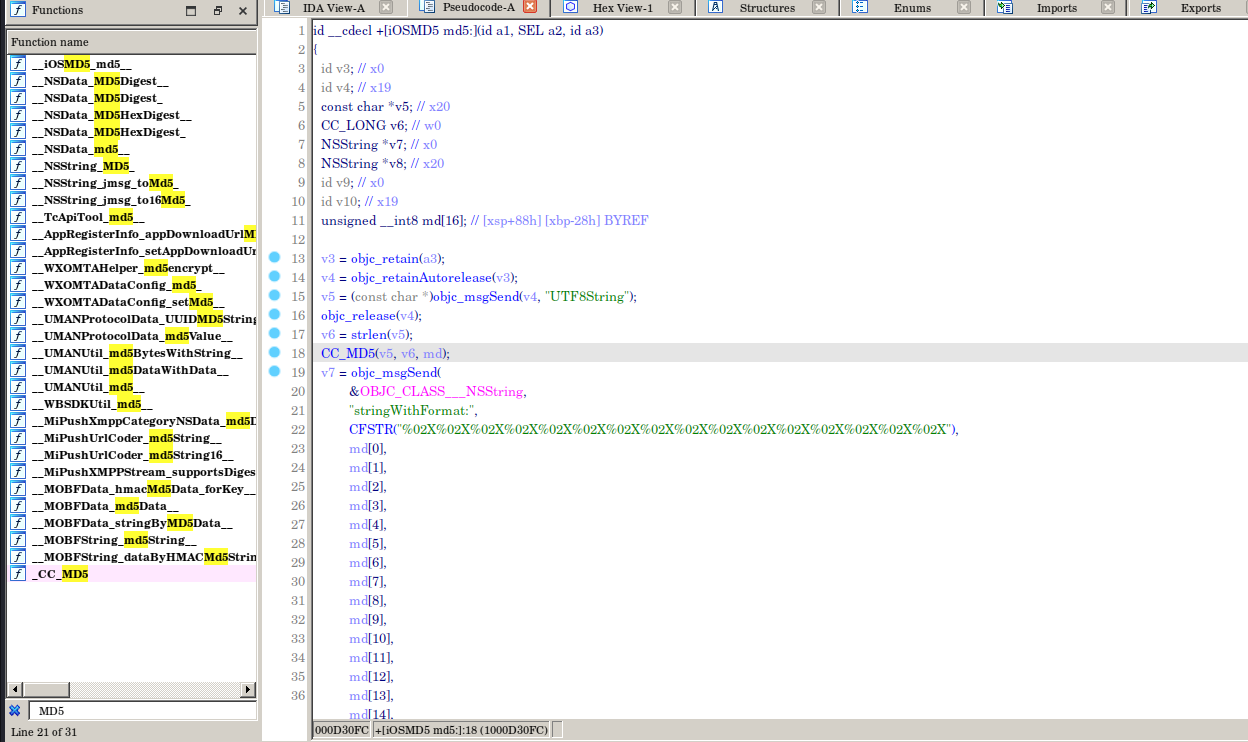 Functions
Function name
__iOSMD5_md5__
__NSData_MD5Digest__
__NSData_MD5Digest_
__NSData_MD5HexDigest__
__NSData_MD5HexDigest_
__NSData_md5__
__NSString_MD5_
__NSString_jmsg_toMd5_
__NSString_jmsg_to16Md5_
__TcApiTool_md5__
__AppRegisterInfo_appDownloadUrlM
__AppRegisterInfo_setAppDownloadU
__WXOMTAHelper_md5encrypt__
__WXOMTADataConfig_md5_
__WXOMTADataConfig_setMd5__
__UMANProtocolData_UUIDMD5String
__UMANProtocolData_md5Value__
__UMANUtil_md5BytesWithString__
__UMANUtil_md5DataWithData__
__UMANUtil_md5__
__WBSDKUtil_md5__
__MiPushXmppCategoryNSData_md5D
__MiPushUrlCoder_md5String__
__MiPushUrlCoder_md5String16__
__MiPushXMPPStream_supportsDiges
__MOBFData_hmacMd5Data_forKey__
__MOBFData_md5Data__
__MOBFData_stringByMD5Data__
__MOBFString_md5String__
__MOBFString_dataByHMACMd5Strin
_CC_MD5
MD5
Line 21 of 31
IDA View-A Pseudocode-A Hex View-1 Structures Enums Imports Exports
1 id __cdecl +[iOSMD5 md5:](id a1, SEL a2, id a3)
2 {
3 id v3; // x0
4 id v4; // x19
5 const char *v5; // x20
6 CC_LONG v6; // w0
7 NSString *v7; // x0
8 NSString *v8; // x20
9 id v9; // x0
10 id v10; // x19
11 unsigned __int8 md[16]; // [xsp+88h] [xbp-28h] BYREF
12
13 v3 = objc_retain(a3);
14 v4 = objc_retainAutorelease(v3);
15 v5 = (const char *)objc_msgSend(v4, "UTF8String");
16 objc_release(v4);
17 v6 = strlen(v5);
18 CC_MD5(v5, v6, md);
19 v7 = objc_msgSend(
20 &OBJC_CLASS___NSString,
21 "stringWithFormat:",
22 CFSTR("%02X%02X%02X%02X%02X%02X%02X%02X%02X%02X%02X%02X%02X%02X%02X%02X"),
23 md[0],
24 md[1],
25 md[2],
26 md[3],
27 md[4],
28 md[5],
29 md[6],
30 md[7],
31 md[8],
32 md[9],
33 md[10],
34 md[11],
35 md[12],
36 md[13],
md[14],
000D30FC +[iOSMD5 md5:]:18 (1000D30FC)